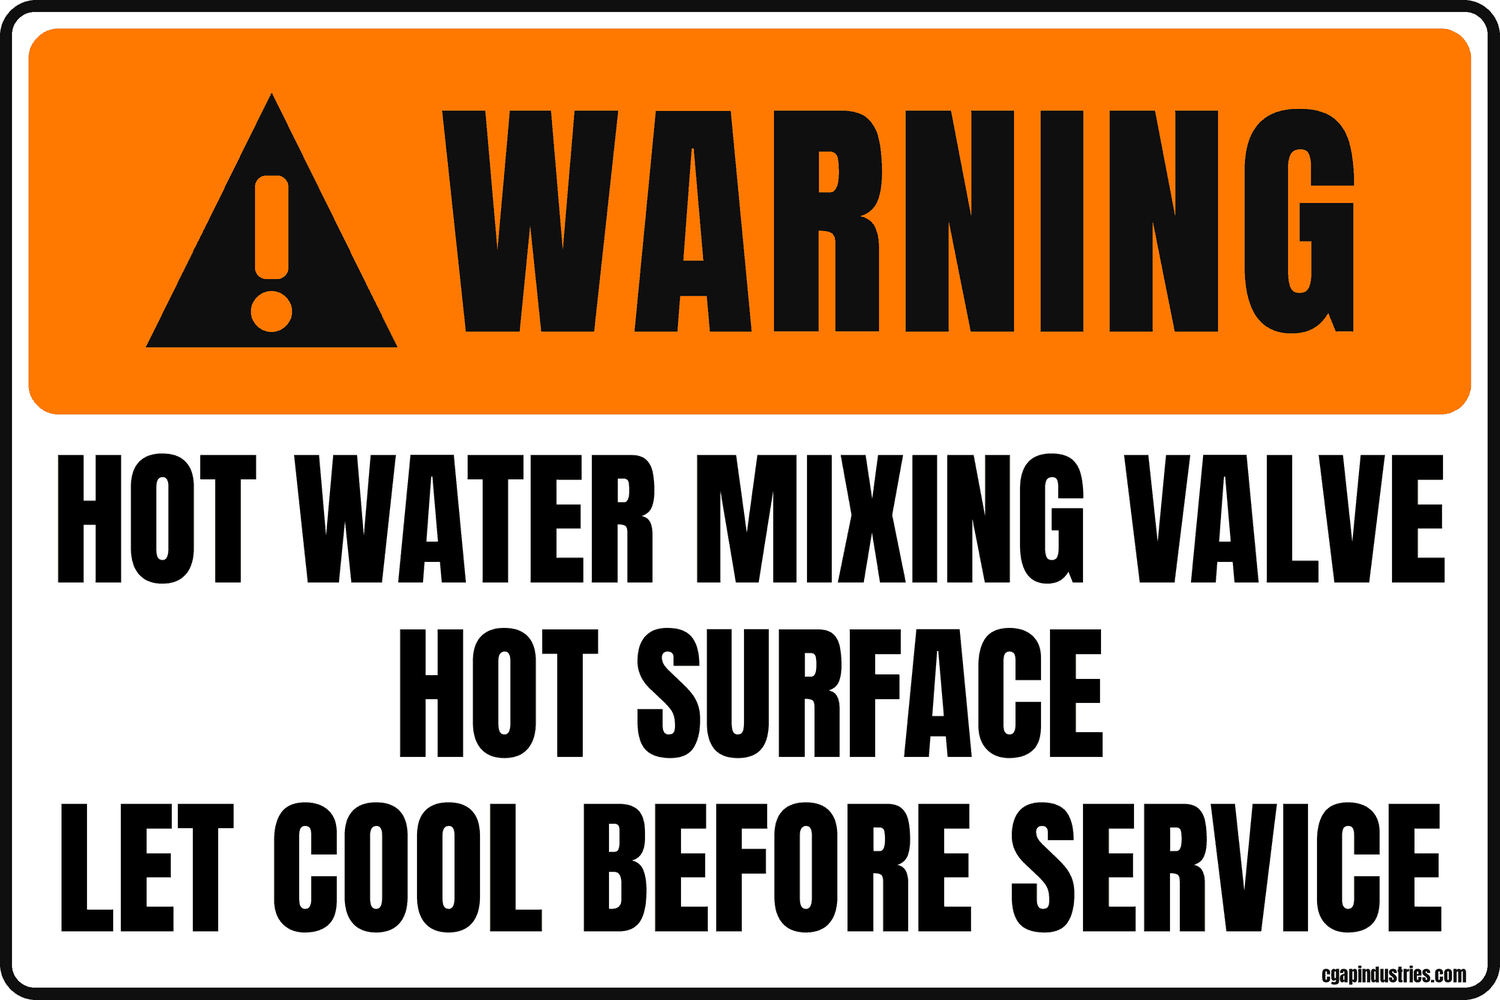 WARNING
HOT WATER MIXING VALVE
HOT SURFACE
LET COOL BEFORE SERVICE
cgapindustries.com